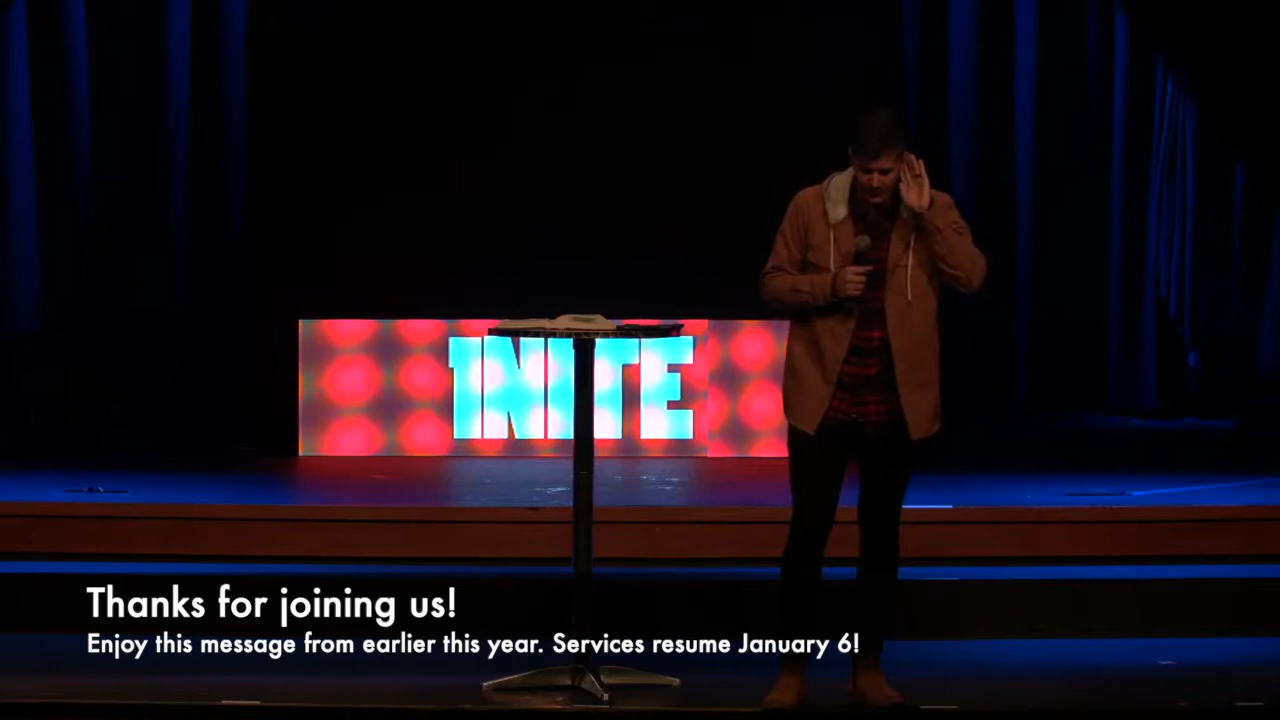 INITE
Thanks for joining us!
Enjoy this message from earlier this year. Services resume January 6!